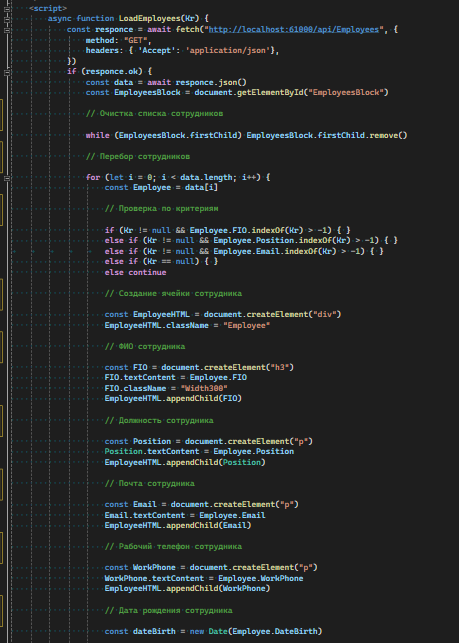 <script>
async function LoadEmployees(Kr) {
const responce = await fetch("http://localhost:61000/api/Employees", {
method: "GET",
headers: { 'Accept': 'application/json'},
})
if (responce.ok) {
const data = await responce.json()
const EmployeesBlock = document.getElementById("EmployeesBlock")
// Очистка списка сотрудников
while (EmployeesBlock.firstChild) EmployeesBlock.firstChild.remove()
// Перебор сотрудников
for (let i = 0; i < data.length; i++) {
const Employee = data[i]
// Проверка по критериям
if (Kr != null && Employee.FIO.indexOf(Kr) > -1) { }
else if (Kr != null && Employee.Position.indexOf(Kr) > -1) { }
else if (Kr != null && Employee.Email.indexOf(Kr) > -1) { }
else if (Kr == null) { }
else continue
// Создание ячейки сотрудника
const EmployeeHTML = document.createElement("div")
EmployeeHTML.className = "Employee"
// ФИО сотрудника
const FIO = document.createElement("h3")
FIO.textContent = Employee.FIO
FIO.className = "Width300"
EmployeeHTML.appendChild(FIO)
// Должность сотрудника
const Position = document.createElement("p")
Position.textContent = Employee.Position
EmployeeHTML.appendChild(Position)
// Почта сотрудника
const Email = document.createElement("p")
Email.textContent = Employee.Email
EmployeeHTML.appendChild(Email)
// Рабочий телефон сотрудника
const WorkPhone = document.createElement("p")
WorkPhone.textContent = Employee.WorkPhone
EmployeeHTML.appendChild(WorkPhone)
// Дата рождения сотрудника
const dateBirth = new Date(Employee.DateBirth)